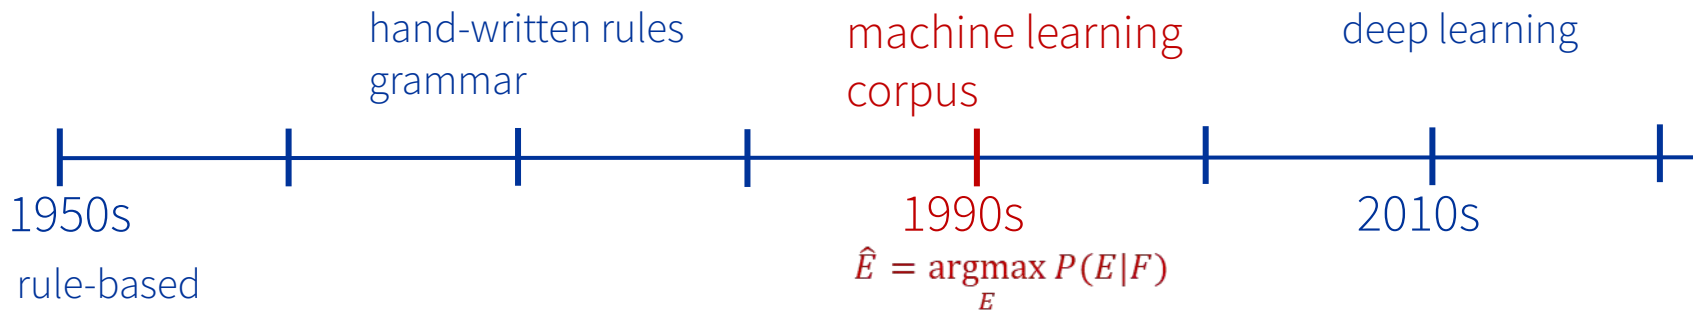 hand-written rules
grammar
machine learning
corpus
deep learning
1950s
1990s
2010s
rule-based
Ê = argmax P(E|F)
E